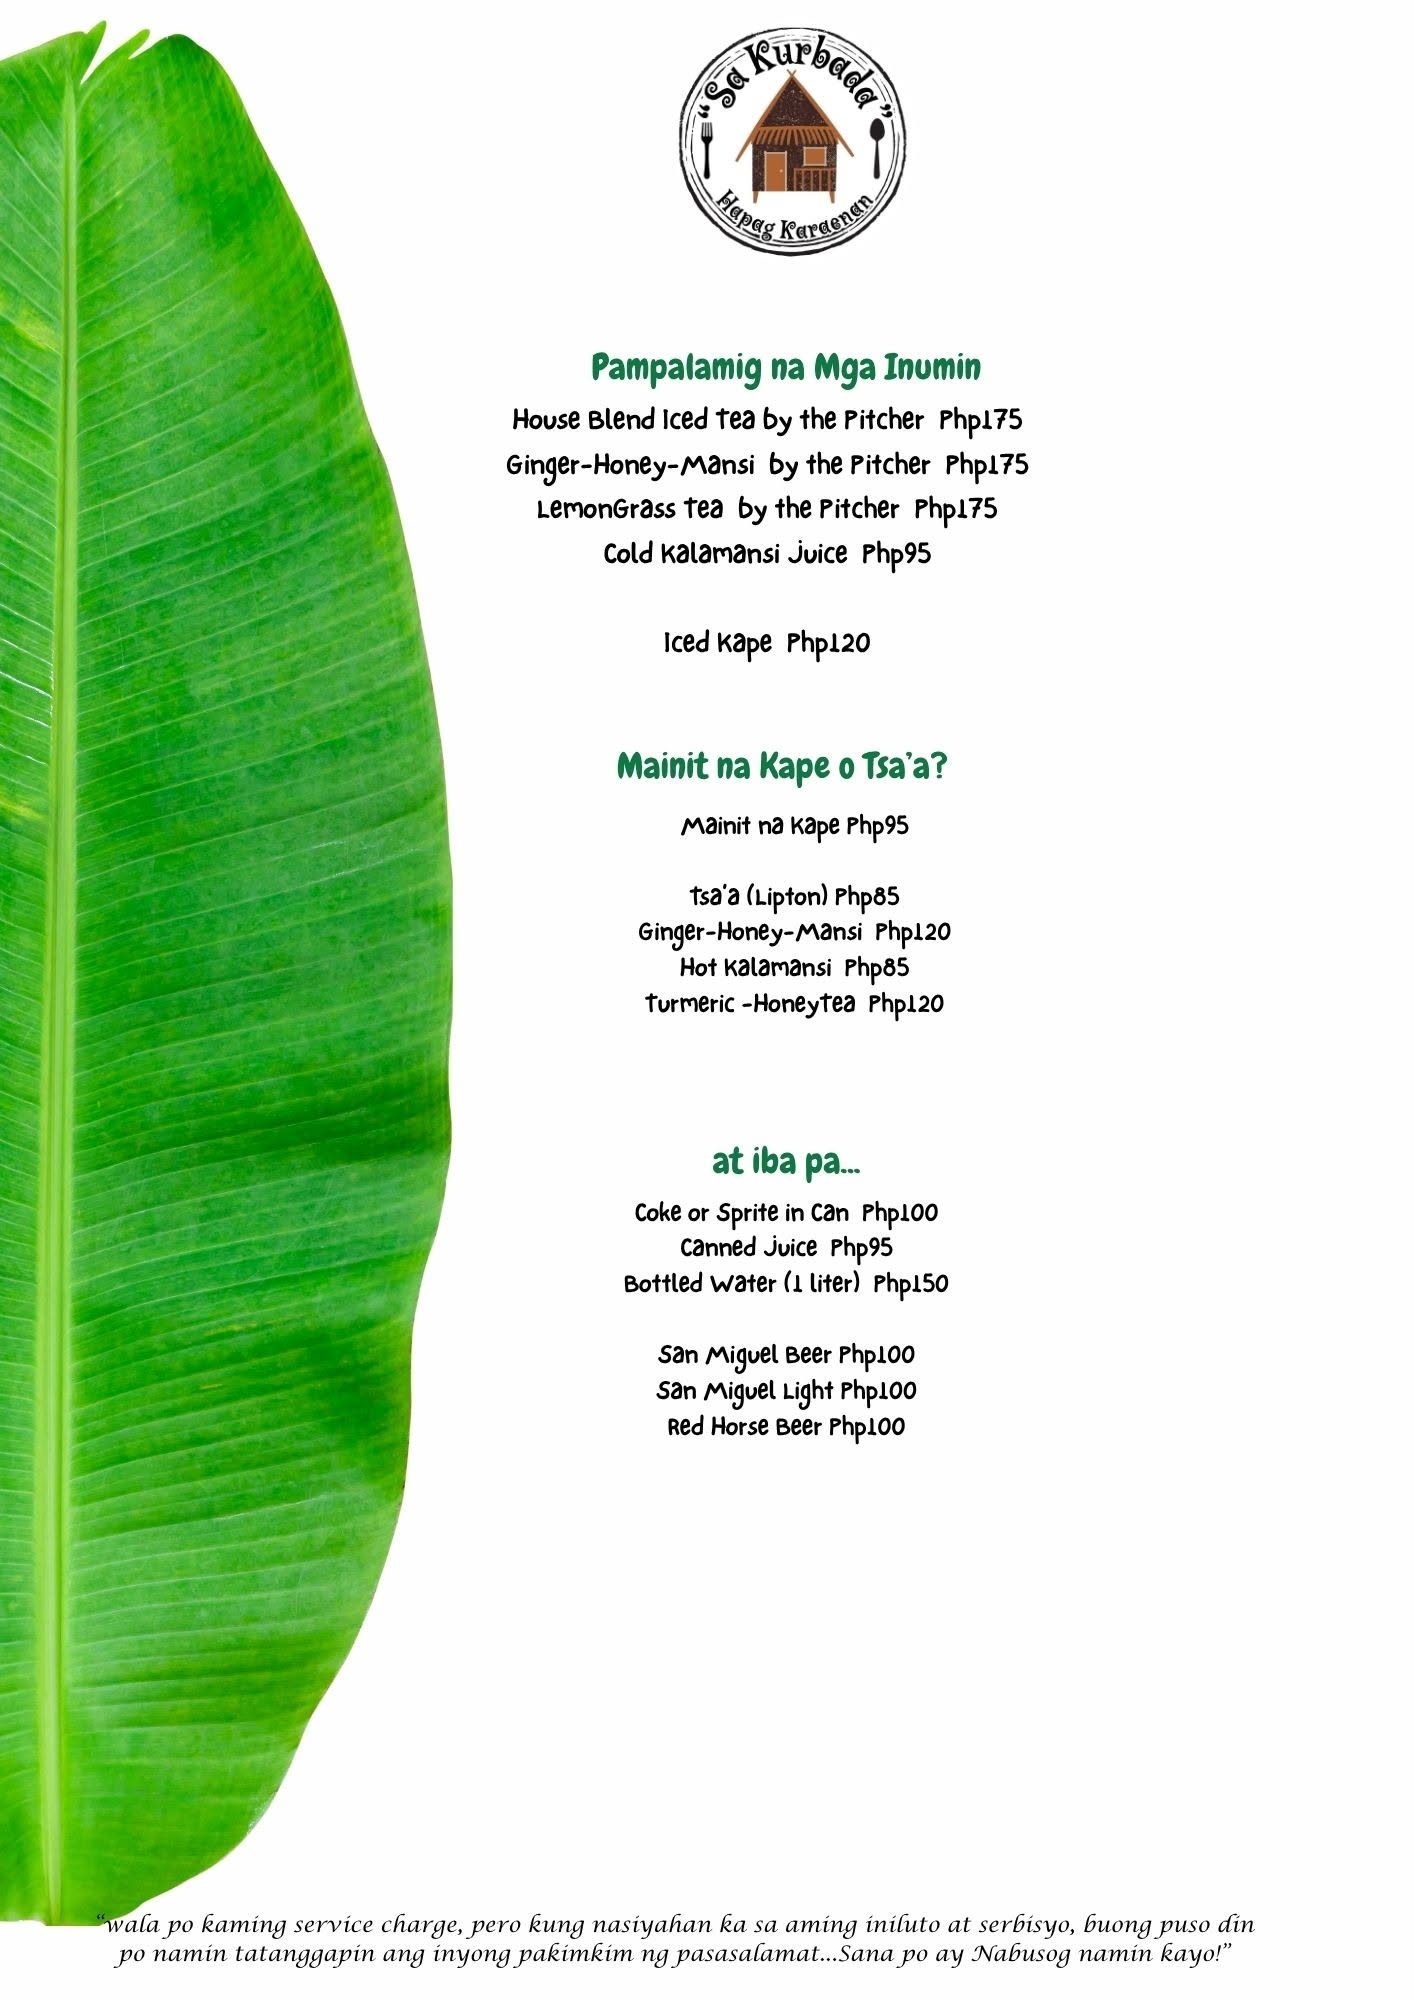 "Sa Kurbada"
Hapag Karaenan
Pampalamig na Mga Inumin
House Blend Iced Tea by the Pitcher Php175
Ginger-Honey-Mansi by the Pitcher Php175
LemonGrass Tea by the Pitcher Php175
Cold Kalamansi Juice Php95
Iced Kape Php120
Mainit na Kape o Tsa'a?
Mainit na Kape Php95
Tsa'a (Lipton) Php85
Ginger-Honey-Mansi Php120
Hot Kalamansi Php85
Turmeric -HoneyTea Php120
at iba pa...
Coke or Sprite in Can Php100
Canned Juice Php95
Bottled Water (1 liter) Php150
San Miguel Beer Php100
San Miguel Light Php100
Red Horse Beer Php100
"wala po kaming service charge, pero kung nasiyahan ka sa aming iniluto at serbisyo, buong puso din
po namin tatanggapin ang inyong pakimkim ng pasasalamat...Sana po ay Nabusog namin kayo!"